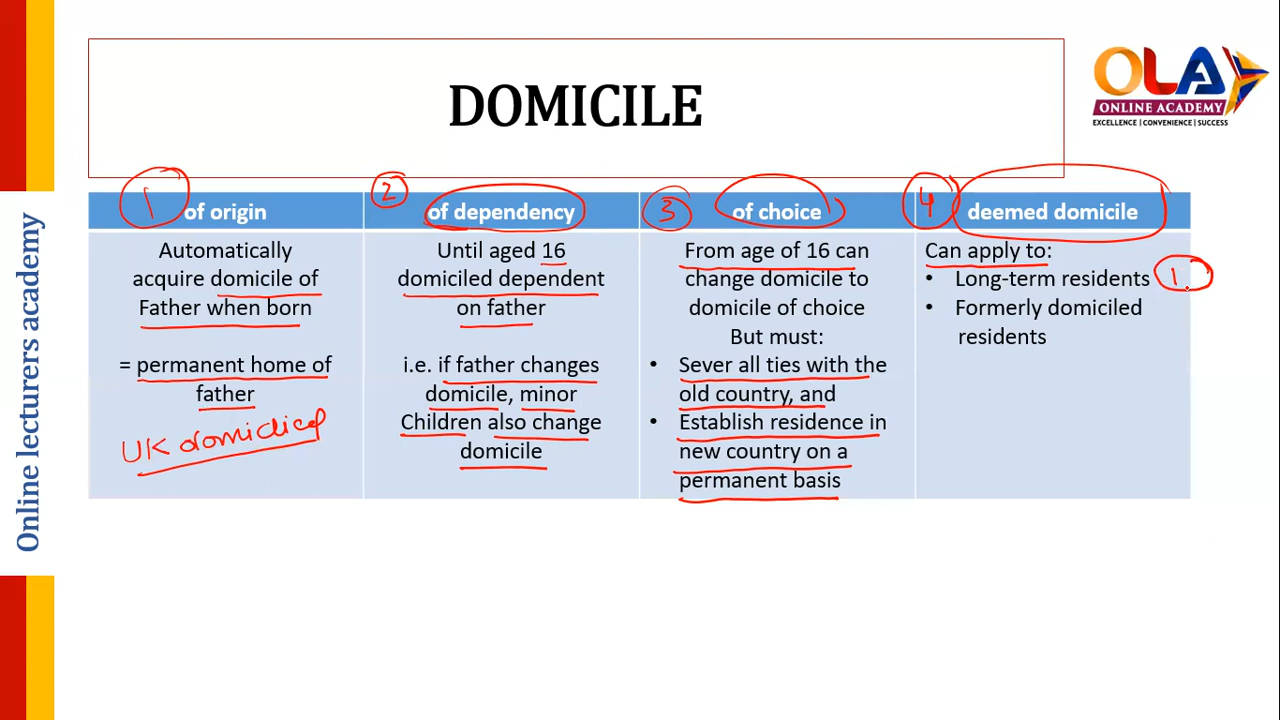 DOMICILE
OLA
ONLINE ACADEMY
EXCELLENCE | CONVENIENCE | SUCCESS
Online lecturers academy
1
of origin
Automatically
acquire domicile of
Father when born
= permanent home of
father
UK domiciled
2
of dependency
Until aged 16
domiciled dependent
on father
i.e. if father changes
domicile, minor
Children also change
domicile
3
of choice
From age of 16 can
change domicile to
domicile of choice
But must:
• Sever all ties with the
old country, and
• Establish residence in
new country on a
permanent basis
4
deemed domicile
Can apply to:
• Long-term residents 1.
• Formerly domiciled
residents